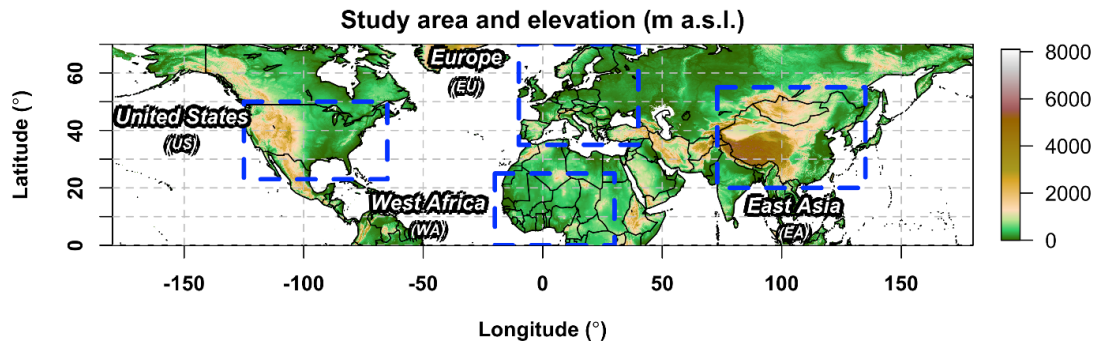 Study area and elevation (m a.s.l.)
Latitude (°)
60
40
20
0
Europe
(EU)
United States
(US)
West Africa
(WA)
East Asia
(EA)
8000
6000
4000
2000
0
-150 -100 -50 0 50 100 150
Longitude (°)